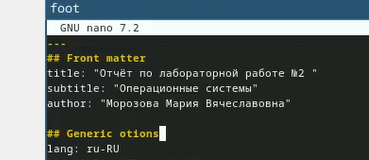 foot
GNU nano 7.2
---
## Front matter
title: "Отчёт по лабораторной работе №2 "
subtitle: "Операционные системы"
author: "Морозова Мария Вячеславовна"
## Generic otions
lang: ru-RU